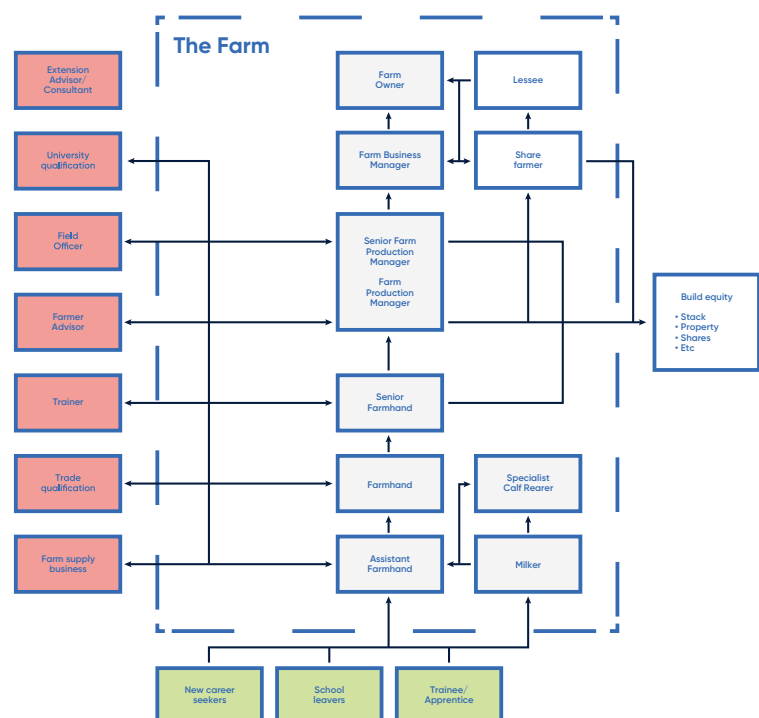 The Farm
Extension
Advisor/
Consultant
Farm
Owner
Lessee
University
qualification
Farm Business
Manager
Share
farmer
Field
Officer
Senior Farm
Production
Manager
Farm
Production
Manager
Build equity
• Stack
• Property
• Shares
• Etc
Farmer
Advisor
Trainer
Senior
Farmhand
Trade
qualification
Farmhand
Specialist
Calf Rearer
Farm supply
business
Assistant
Farmhand
Milker
New career
seekers
School
leavers
Trainee/
Apprentice